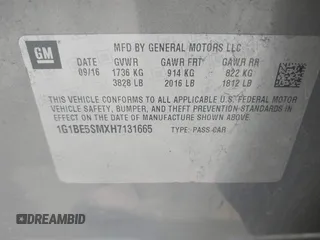 GM
MFD BY GENERAL MOTORS LLC
DATE GVWR GAWR FRT GAWR RR
09/16 1736 KG 914 KG 822 KG
3828 LB 2016 LB 1812 LB
THIS VEHICLE CONFORMS TO ALL APPLICABLE U.S. FEDERAL MOTOR
VEHICLE SAFETY, BUMPER, AND THEFT PREVENTION STANDARDS IN
EFFECT ON THE DATE OF MANUFACTURE SHOWN ABOVE.
1G1BE5SMXH7131665 TYPE: PASS CAR
DREAMBID